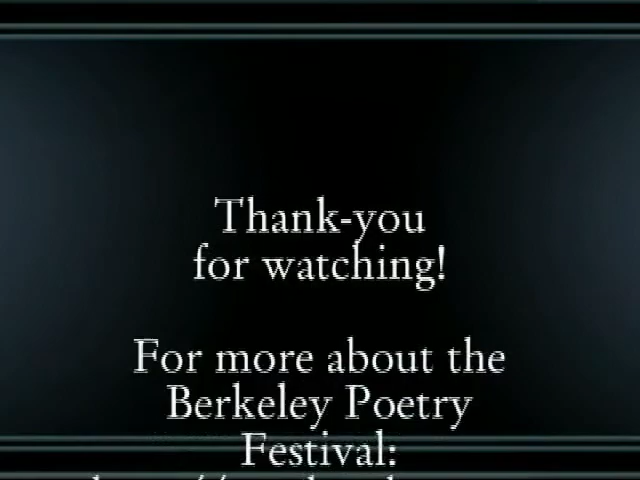 Thank-you
for watching!
For more about the
Berkeley Poetry
Festival: